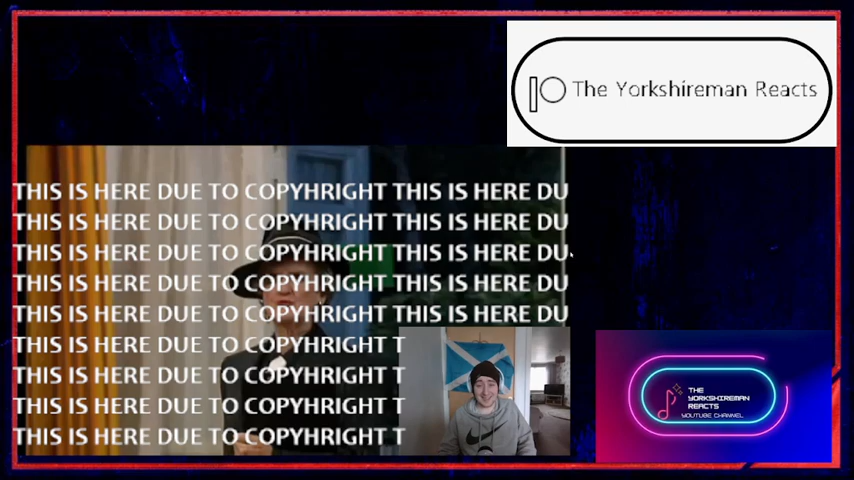 The Yorkshireman Reacts
THIS IS HERE DUE TO COPYHRIGHT THIS IS HERE DU
THIS IS HERE DUE TO COPYHRIGHT THIS IS HERE DU
THIS IS HERE DUE TO COPYHRIGHT THIS IS HERE DU
THIS IS HERE DUE TO COPYHRIGHT THIS IS HERE DU
THIS IS HERE DUE TO COPYHRIGHT THIS IS HERE DU
THIS IS HERE DUE TO COPYHRIGHT T
THIS IS HERE DUE TO COPYHRIGHT T
THIS IS HERE DUE TO COPYHRIGHT T
THIS IS HERE DUE TO COPYHRIGHT T
THE
YORKSHIREMAN
REACTS
YOUTUBE CHANNEL